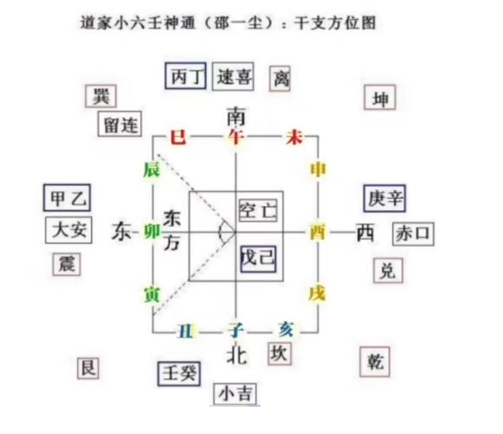 道家小六壬神通（邵一尘）：干支方位图
丙丁 速喜 离
巽 坤
留连 南
巳 午 未
辰 申
甲乙 庚辛
大安 东 卯 东方 空亡 酉 西 赤口
震 戊己 兑
寅 戌
丑 子 亥
北 坎
艮 壬癸 乾
小吉